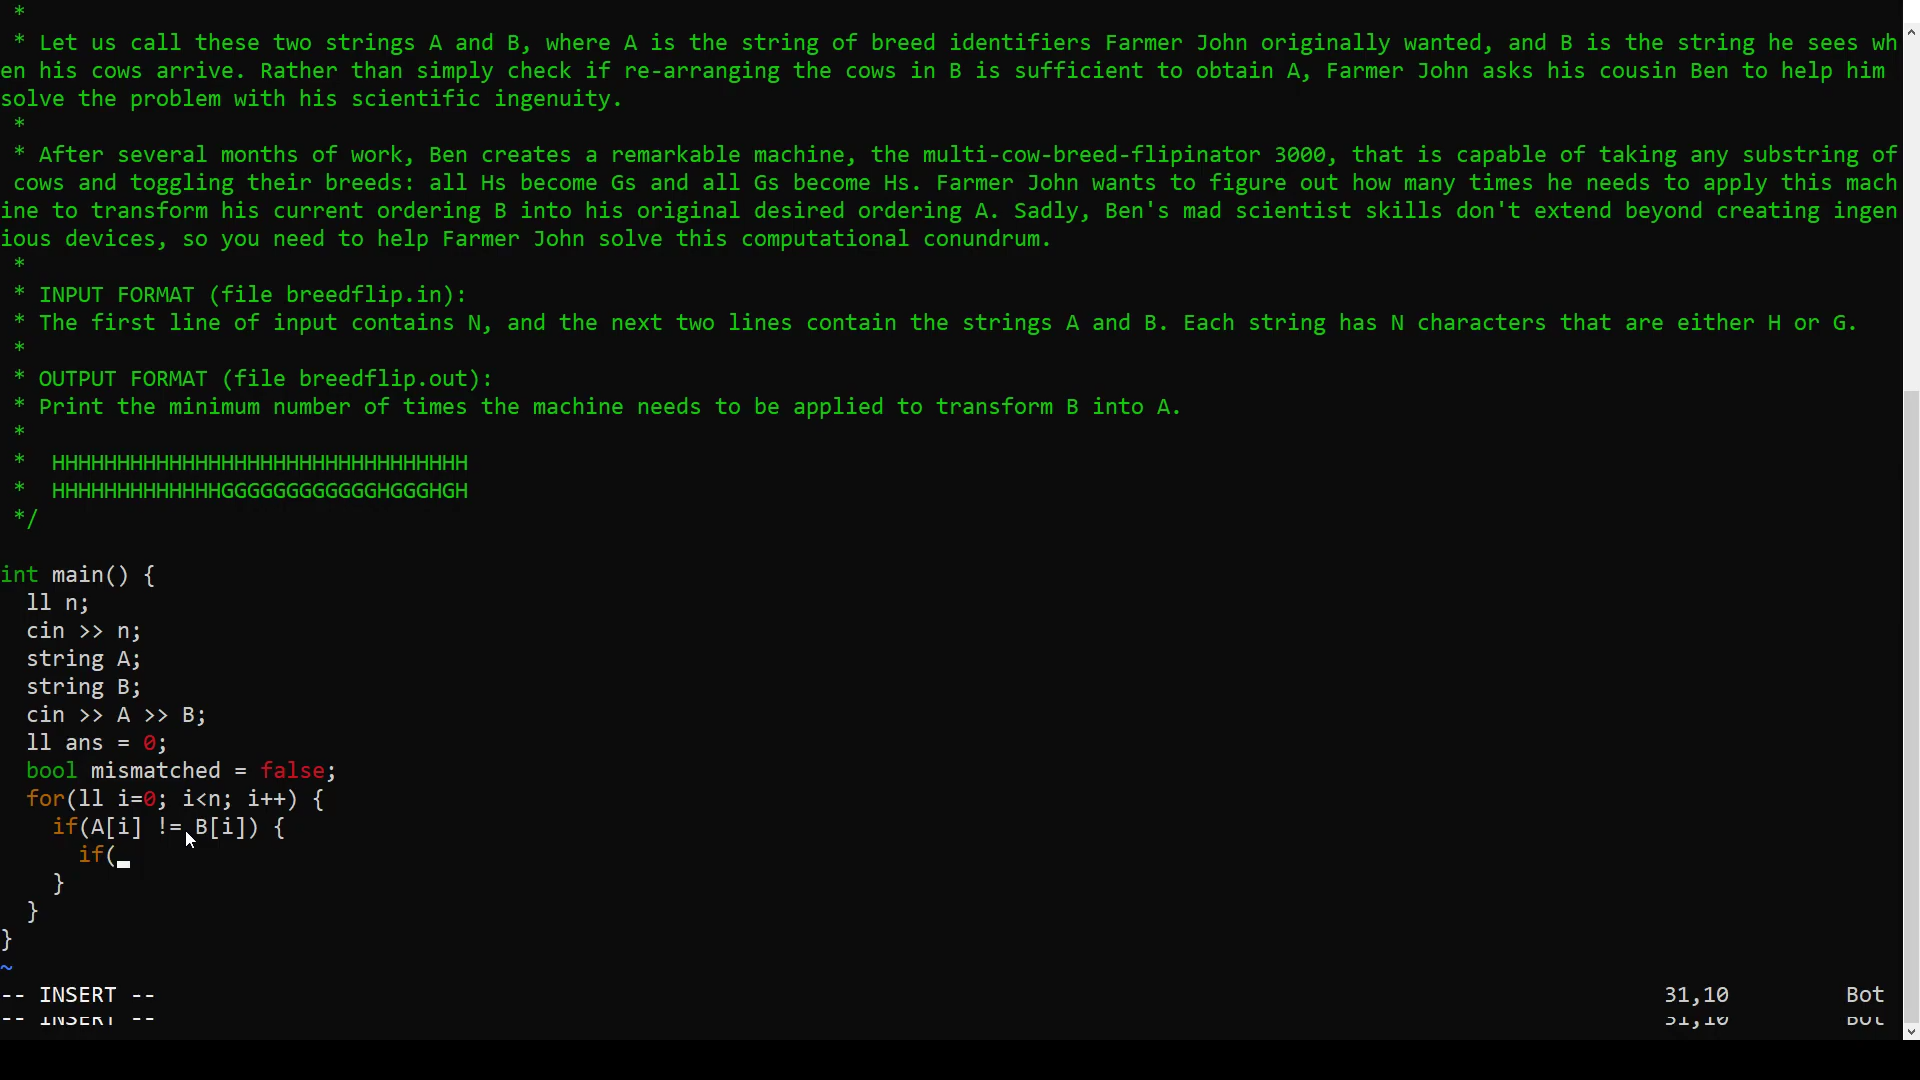 *
* Let us call these two strings A and B, where A is the string of breed identifiers Farmer John originally wanted, and B is the string he sees wh
en his cows arrive. Rather than simply check if re-arranging the cows in B is sufficient to obtain A, Farmer John asks his cousin Ben to help him
solve the problem with his scientific ingenuity.
*
* After several months of work, Ben creates a remarkable machine, the multi-cow-breed-flipinator 3000, that is capable of taking any substring of
cows and toggling their breeds: all Hs become Gs and all Gs become Hs. Farmer John wants to figure out how many times he needs to apply this mach
ine to transform his current ordering B into his original desired ordering A. Sadly, Ben's mad scientist skills don't extend beyond creating ingen
ious devices, so you need to help Farmer John solve this computational conundrum.
*
* INPUT FORMAT (file breedflip.in):
* The first line of input contains N, and the next two lines contain the strings A and B. Each string has N characters that are either H or G.
*
* OUTPUT FORMAT (file breedflip.out):
* Print the minimum number of times the machine needs to be applied to transform B into A.
*
*  HHHHHHHHHHHHHHHHHHHHHHHHHHHHHHHH
*  HHHHHHHHHHHHHGGGGGGGGGGGGHGGGHGH
*/
int main() {
ll n;
cin >> n;
string A;
string B;
cin >> A >> B;
ll ans = 0;
bool mismatched = false;
for(ll i=0; i<n; i++) {
if(A[i] != B[i]) {
if(
}
}
}
~
-- INSERT -- 31,10 Bot
-- INSERT -- 31,10 Bot